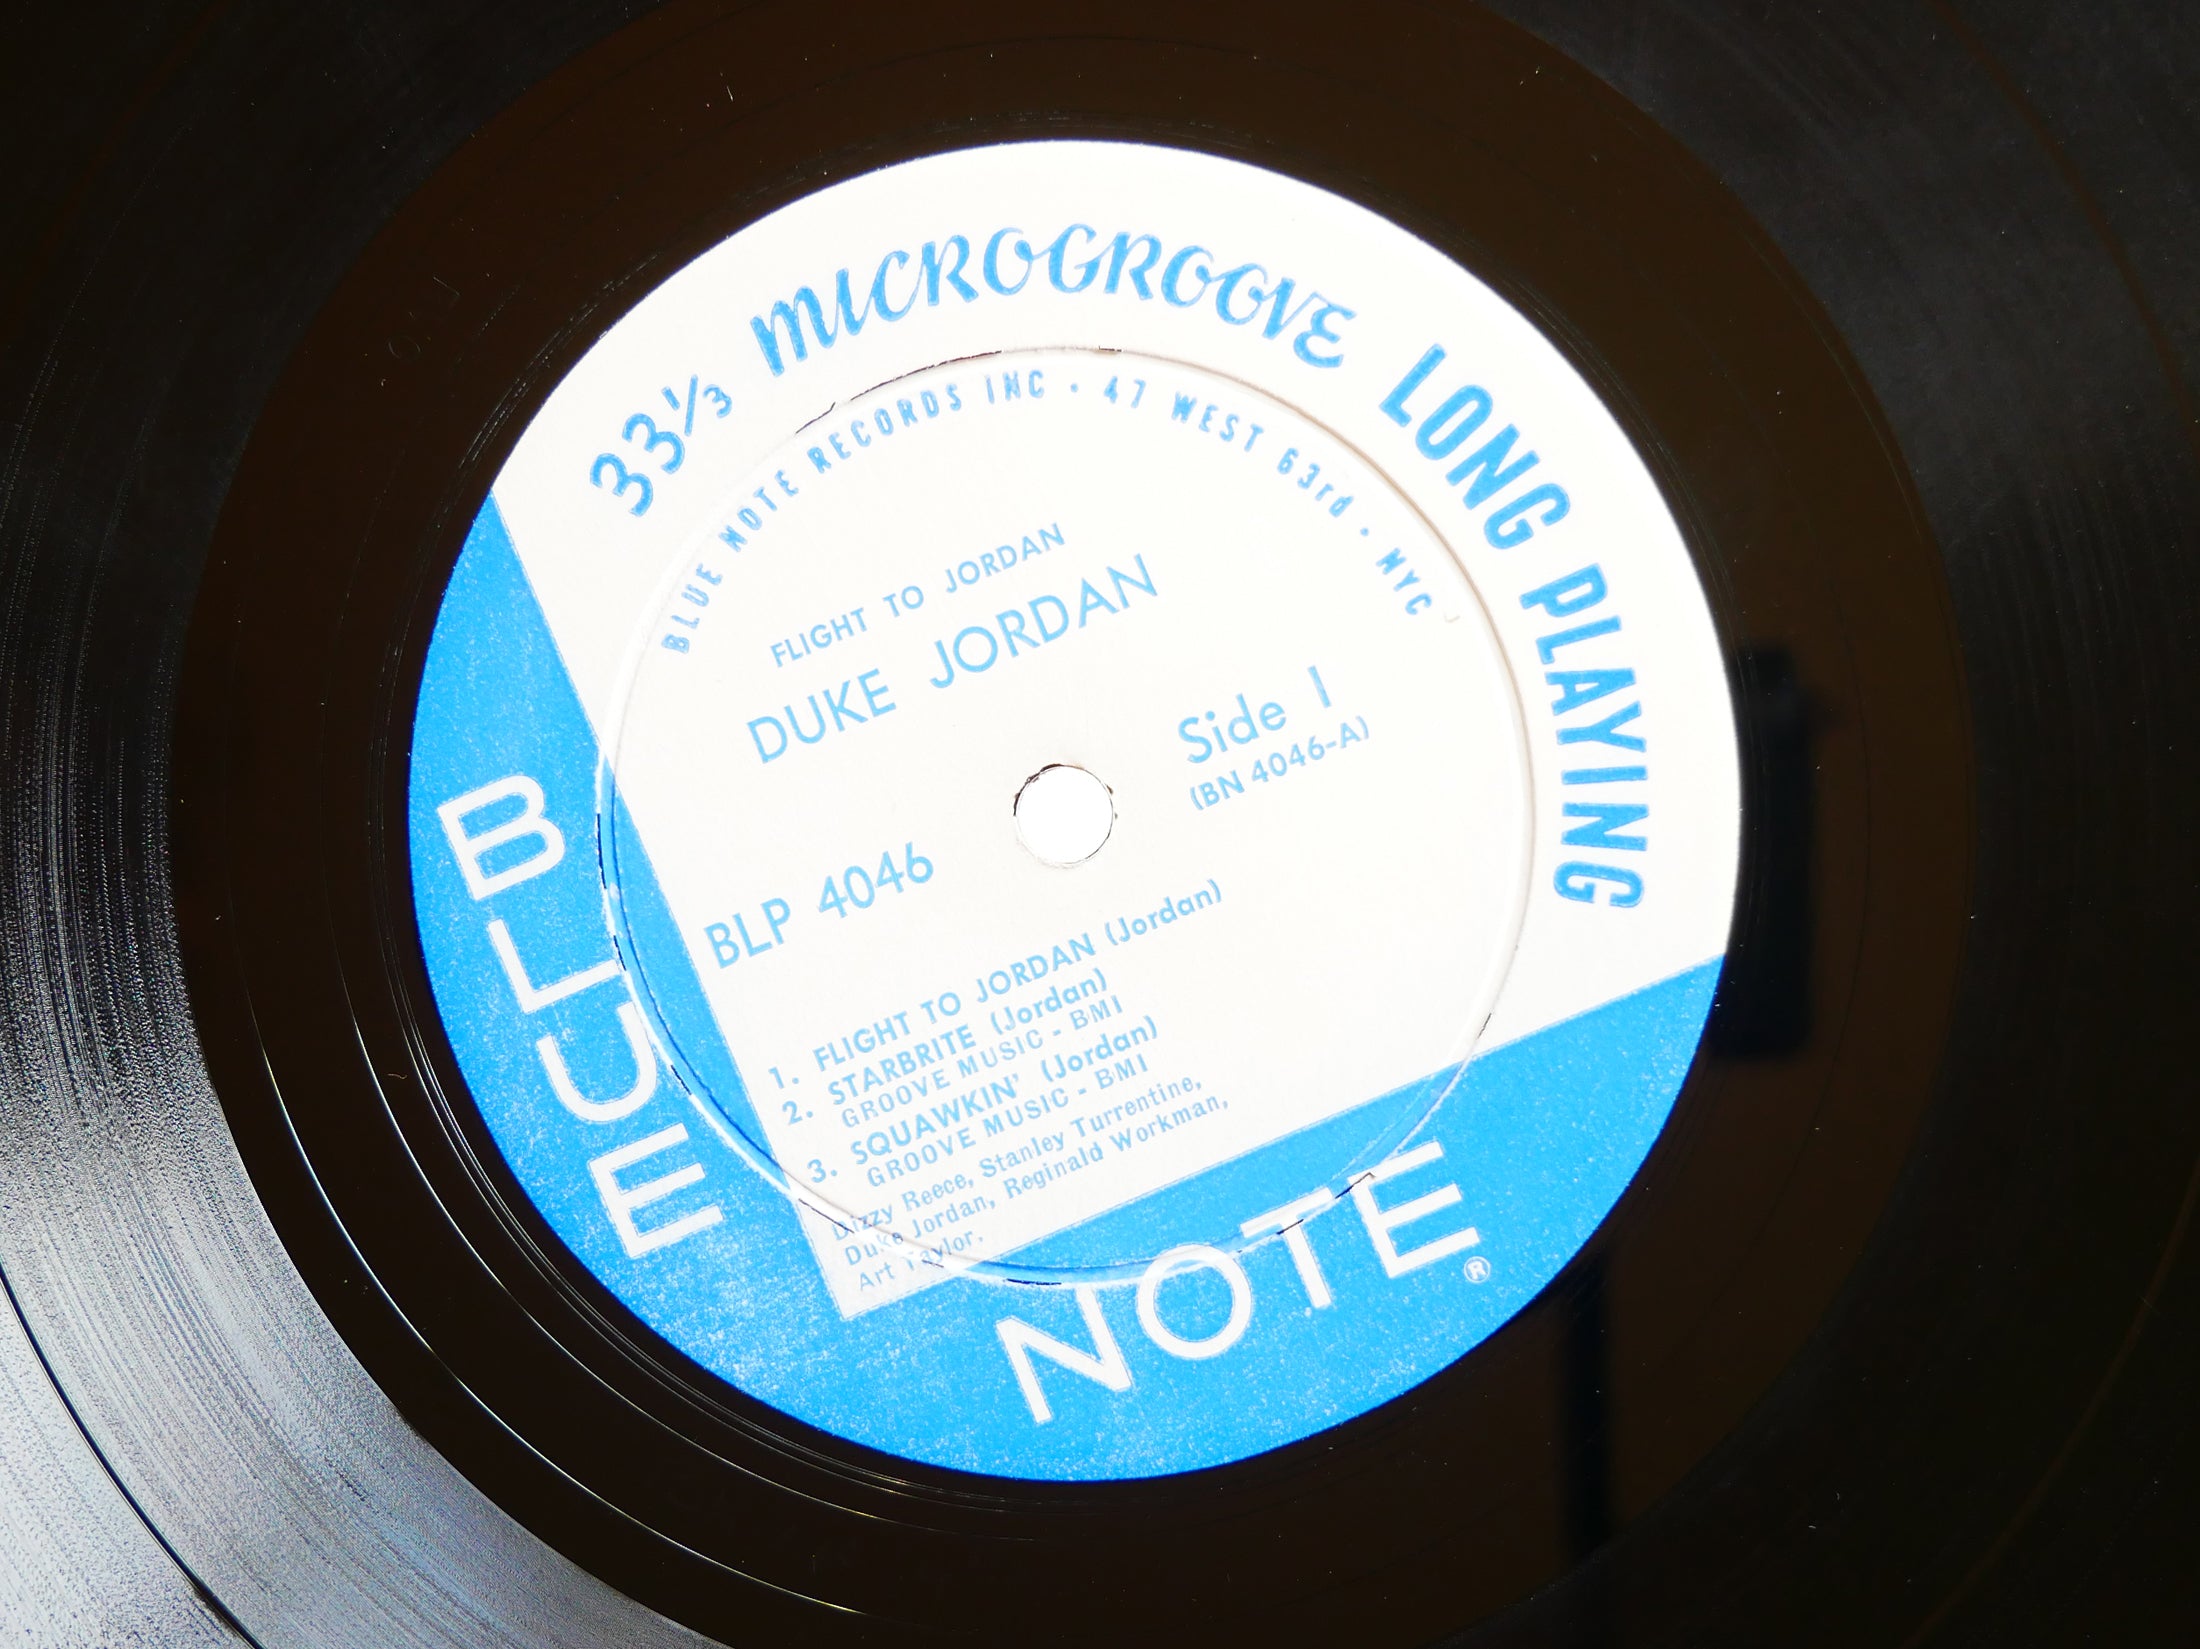 33⅓ MICROGROOVE LONG PLAYING
BLUE NOTE RECORDS INC • 47 WEST 63rd • NYC
FLIGHT TO JORDAN
DUKE JORDAN
Side 1
(BN 4046-A)
BLP 4046
1. FLIGHT TO JORDAN (Jordan)
2. STARBRITE (Jordan)
GROOVE MUSIC - BMI
3. SQUAWKIN' (Jordan)
GROOVE MUSIC - BMI
Dizzy Reece, Stanley Turrentine,
Duke Jordan, Reginald Workman,
Art Taylor,
BLUE
NOTE®